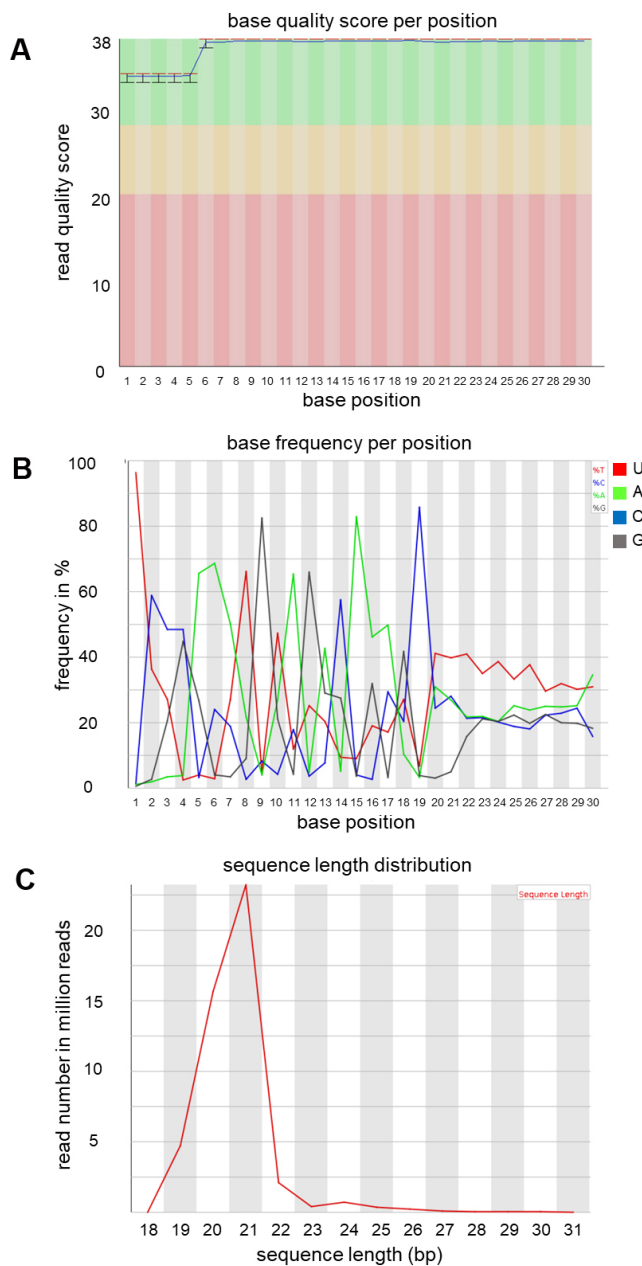 A
base quality score per position
38
30
20
10
0
read quality score
1 2 3 4 5 6 7 8 9 10 11 12 13 14 15 16 17 18 19 20 21 22 23 24 25 26 27 28 29 30
base position
B
base frequency per position
100
80
60
40
20
0
frequency in %
%T
%C
%A
%G
U
A
C
G
1 2 3 4 5 6 7 8 9 10 11 12 13 14 15 16 17 18 19 20 21 22 23 24 25 26 27 28 29 30
base position
C
sequence length distribution
Sequence Length
20
15
10
5
read number in million reads
18 19 20 21 22 23 24 25 26 27 28 29 30 31
sequence length (bp)